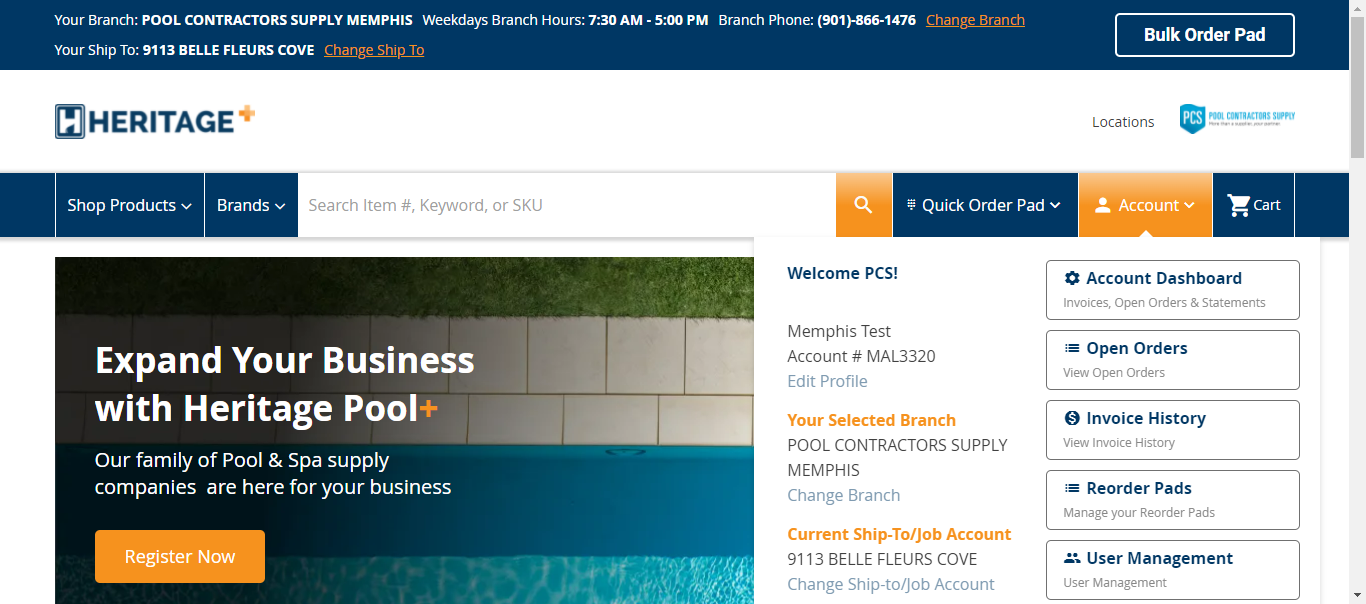 Your Branch: POOL CONTRACTORS SUPPLY MEMPHIS Weekdays Branch Hours: 7:30 AM - 5:00 PM Branch Phone: (901)-866-1476 Change Branch
Your Ship To: 9113 BELLE FLEURS COVE Change Ship To
Bulk Order Pad
HERITAGE+
Locations
PCS POOL CONTRACTORS SUPPLY
More than a supplier, your partner.
Shop Products
Brands
Search Item #, Keyword, or SKU
Quick Order Pad
Account
Cart
Expand Your Business
with Heritage Pool+
Our family of Pool & Spa supply
companies are here for your business
Register Now
Welcome PCS!
Memphis Test
Account # MAL3320
Edit Profile
Your Selected Branch
POOL CONTRACTORS SUPPLY
MEMPHIS
Change Branch
Current Ship-To/Job Account
9113 BELLE FLEURS COVE
Change Ship-to/Job Account
Account Dashboard
Invoices, Open Orders & Statements
Open Orders
View Open Orders
Invoice History
View Invoice History
Reorder Pads
Manage your Reorder Pads
User Management
User Management